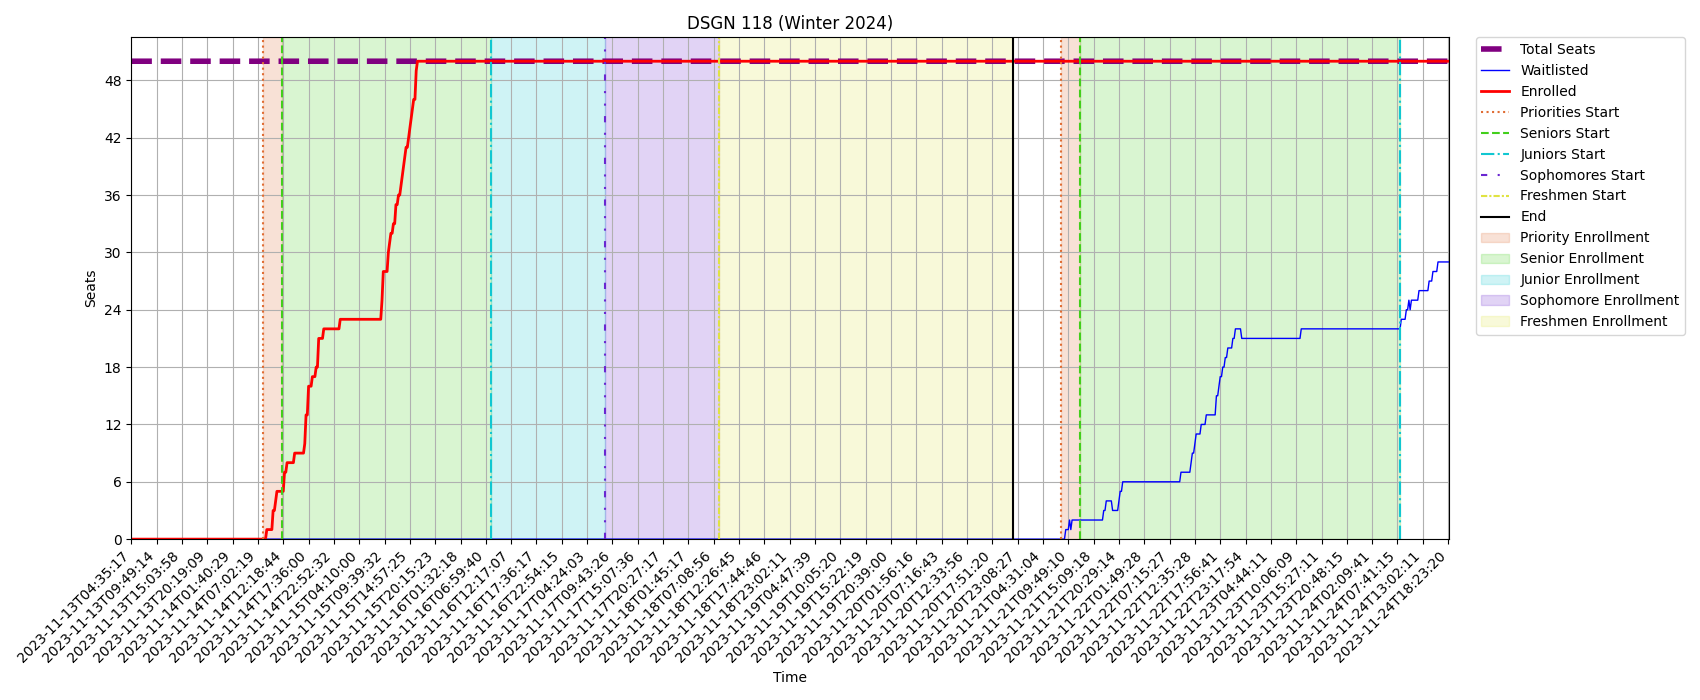 DSGN 118 (Winter 2024)
Seats
48
42
36
30
24
18
12
6
0
2023-11-13T04:35:17
2023-11-13T09:49:14
2023-11-13T15:03:58
2023-11-13T20:19:09
2023-11-14T01:40:29
2023-11-14T07:02:19
2023-11-14T12:18:44
2023-11-14T17:36:00
2023-11-14T22:52:32
2023-11-15T04:10:00
2023-11-15T09:39:32
2023-11-15T14:57:25
2023-11-15T20:15:23
2023-11-16T01:32:18
2023-11-16T06:59:40
2023-11-16T12:17:07
2023-11-16T17:36:17
2023-11-16T22:54:15
2023-11-17T04:24:03
2023-11-17T09:43:26
2023-11-17T15:07:36
2023-11-17T20:27:17
2023-11-18T01:45:17
2023-11-18T07:08:56
2023-11-18T12:26:45
2023-11-18T17:44:46
2023-11-18T23:02:11
2023-11-19T04:47:39
2023-11-19T10:05:20
2023-11-19T15:22:19
2023-11-19T20:39:00
2023-11-20T01:56:16
2023-11-20T07:16:43
2023-11-20T12:33:56
2023-11-20T17:51:20
2023-11-20T23:08:27
2023-11-21T04:31:04
2023-11-21T09:49:10
2023-11-21T15:09:18
2023-11-21T20:29:14
2023-11-22T01:49:28
2023-11-22T07:15:27
2023-11-22T12:35:28
2023-11-22T17:56:41
2023-11-22T23:17:54
2023-11-23T04:44:11
2023-11-23T10:06:09
2023-11-23T15:27:11
2023-11-23T20:48:15
2023-11-24T02:09:41
2023-11-24T07:41:15
2023-11-24T13:02:11
2023-11-24T18:23:20
Time
Total Seats
Waitlisted
Enrolled
Priorities Start
Seniors Start
Juniors Start
Sophomores Start
Freshmen Start
End
Priority Enrollment
Senior Enrollment
Junior Enrollment
Sophomore Enrollment
Freshmen Enrollment